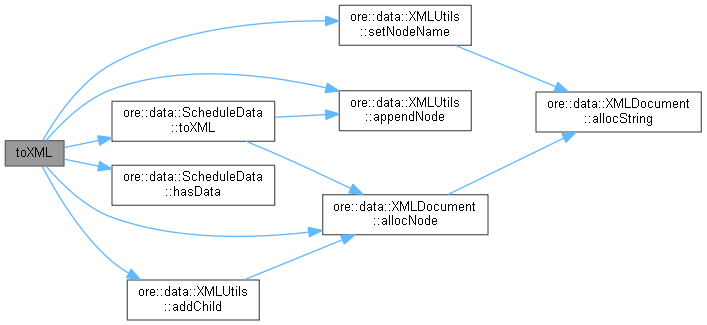 toXML
ore::data::XMLUtils
::setNodeName
ore::data::XMLUtils
::appendNode
ore::data::ScheduleData
::toXML
ore::data::ScheduleData
::hasData
ore::data::XMLUtils
::addChild
ore::data::XMLDocument
::allocNode
ore::data::XMLDocument
::allocString